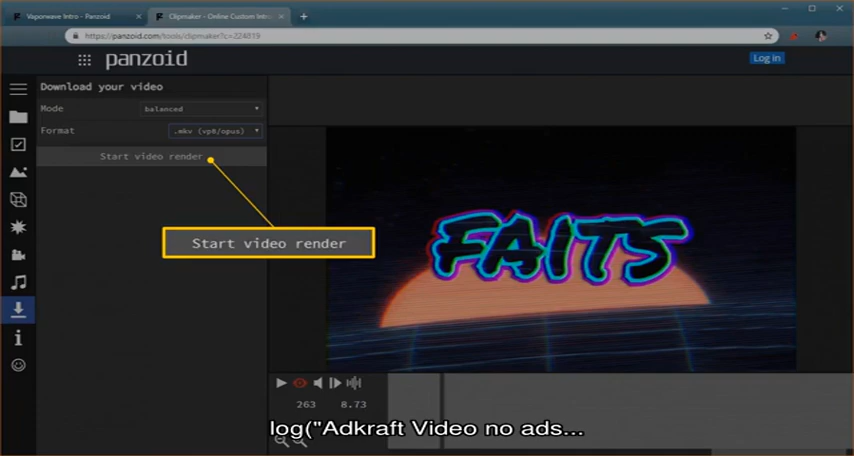 Vaporwave Intro - Panzoid
Clipmaker - Online Custom Intro
https://panzoid.com/tools/clipmaker?c=224819
panzoid
Log in
Download your video
Mode
balanced
Format
.mkv (vp8/opus)
Start video render
Start video render
FAITS
263
8.73
log("Adkraft Video no ads...